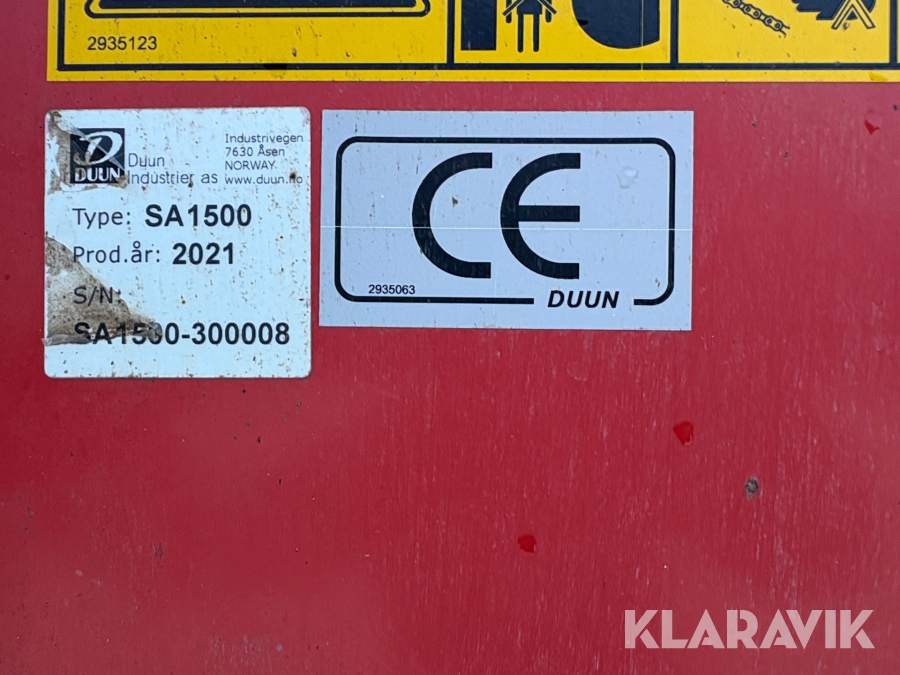 2935123
DUUN
Duun
Industrier as
Industrivegen
7630 Åsen
NORWAY
www.duun.no
Type: SA1500
Prod.år: 2021
S/N:
SA1500-300008
CE
2935063
DUUN
KLARAVIK